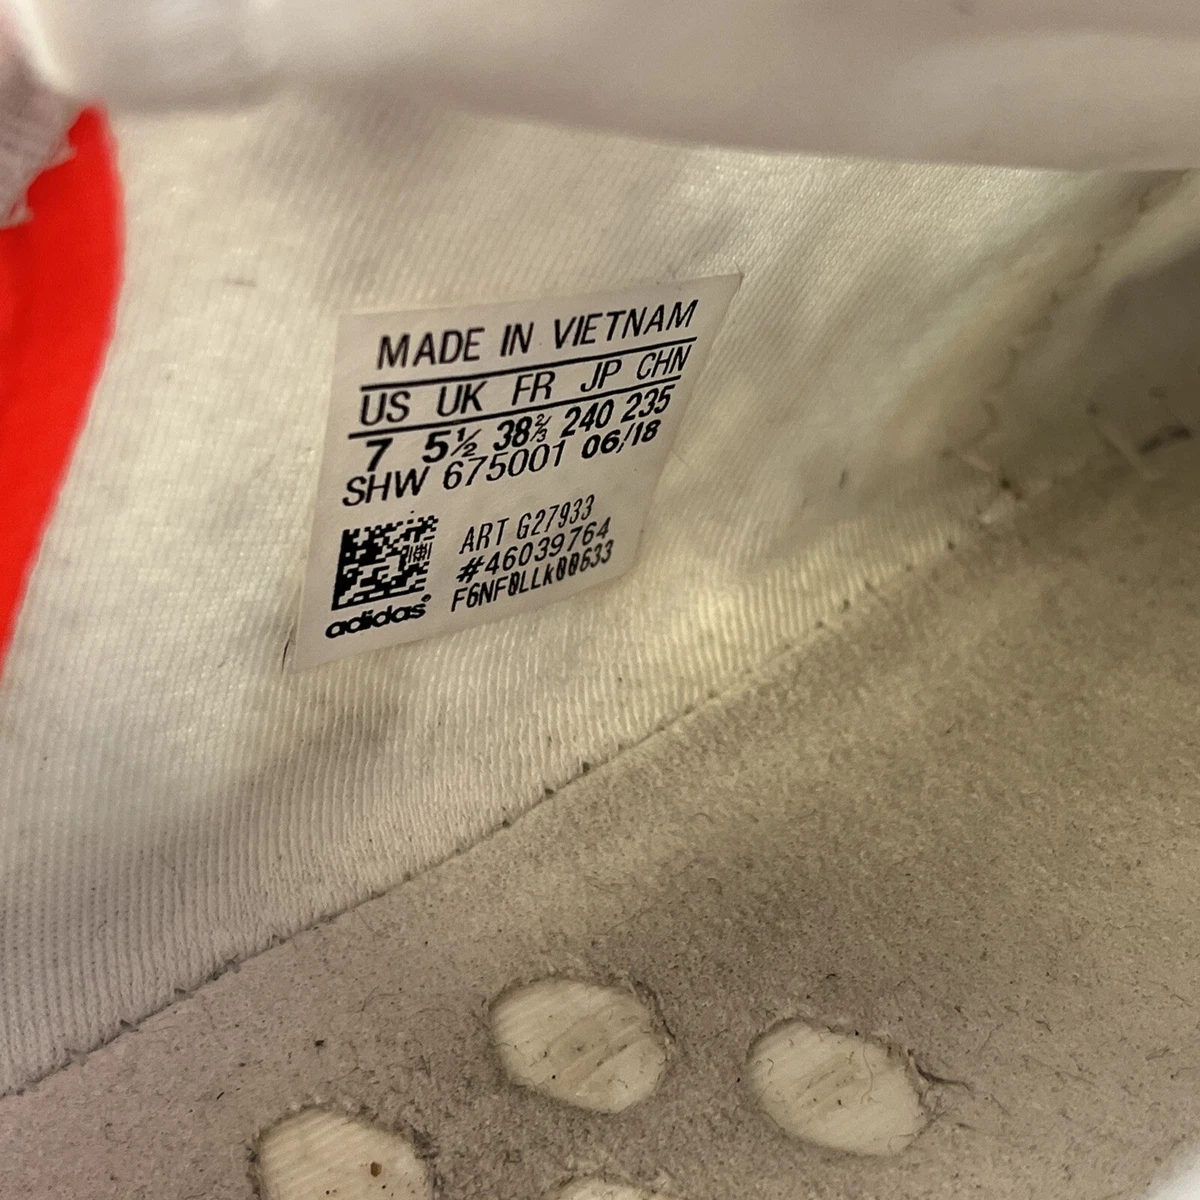 MADE IN VIETNAM
US UK FR JP CHN
7 5½ 38⅔ 240 235
SHW 675001 06/18
ART G27933
#46039764
F6NF0LLk00633
adidas®